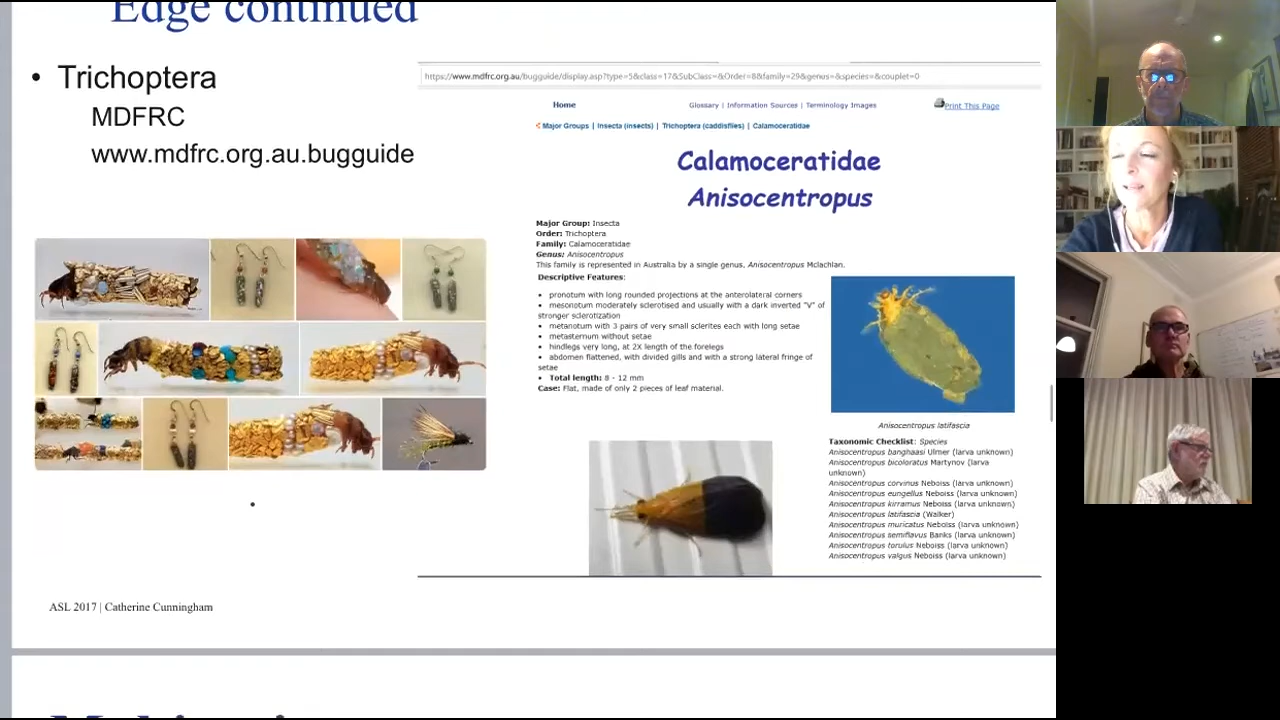 Edge continued
• Trichoptera
MDFRC
www.mdfrc.org.au.bugguide
https://www.mdfrc.org.au/bugguide/display.asp?type=5&class=17&SubClass=&Order=8&family=29&genus=&species=&couplet=0
Home
Glossary | Information Sources | Terminology Images
Print This Page
Major Groups | Insecta (insects) | Trichoptera (caddisflies) | Calamoceratidae
Calamoceratidae
Anisocentropus
Major Group: Insecta
Order: Trichoptera
Family: Calamoceratidae
Genus: Anisocentropus
This family is represented in Australia by a single genus, Anisocentropus Mclachlan.
Descriptive Features:
• pronotum with long rounded projections at the anterolateral corners
• mesonotum moderately sclerotised and usually with a dark inverted "V" of
stronger sclerotization
• metanotum with 3 pairs of very small sclerites each with long setae
• metasternum without setae
• hindlegs very long, at 2X length of the forelegs
• abdomen flattened, with divided gills and with a strong lateral fringe of
setae
• Total length: 8 - 12 mm
Case: Flat, made of only 2 pieces of leaf material.
Anisocentropus latifascia
Taxonomic Checklist: Species
Anisocentropus banghaasi Ulmer (larva unknown)
Anisocentropus bicoloratus Martynov (larva
unknown)
Anisocentropus corvinus Neboiss (larva unknown)
Anisocentropus eungellus Neboiss (larva unknown)
Anisocentropus kirramus Neboiss (larva unknown)
Anisocentropus latifascia (Walker)
Anisocentropus muricatus Neboiss (larva unknown)
Anisocentropus semiflavus Banks (larva unknown)
Anisocentropus torulus Neboiss (larva unknown)
Anisocentropus valgus Neboiss (larva unknown)
ASL 2017 | Catherine Cunningham